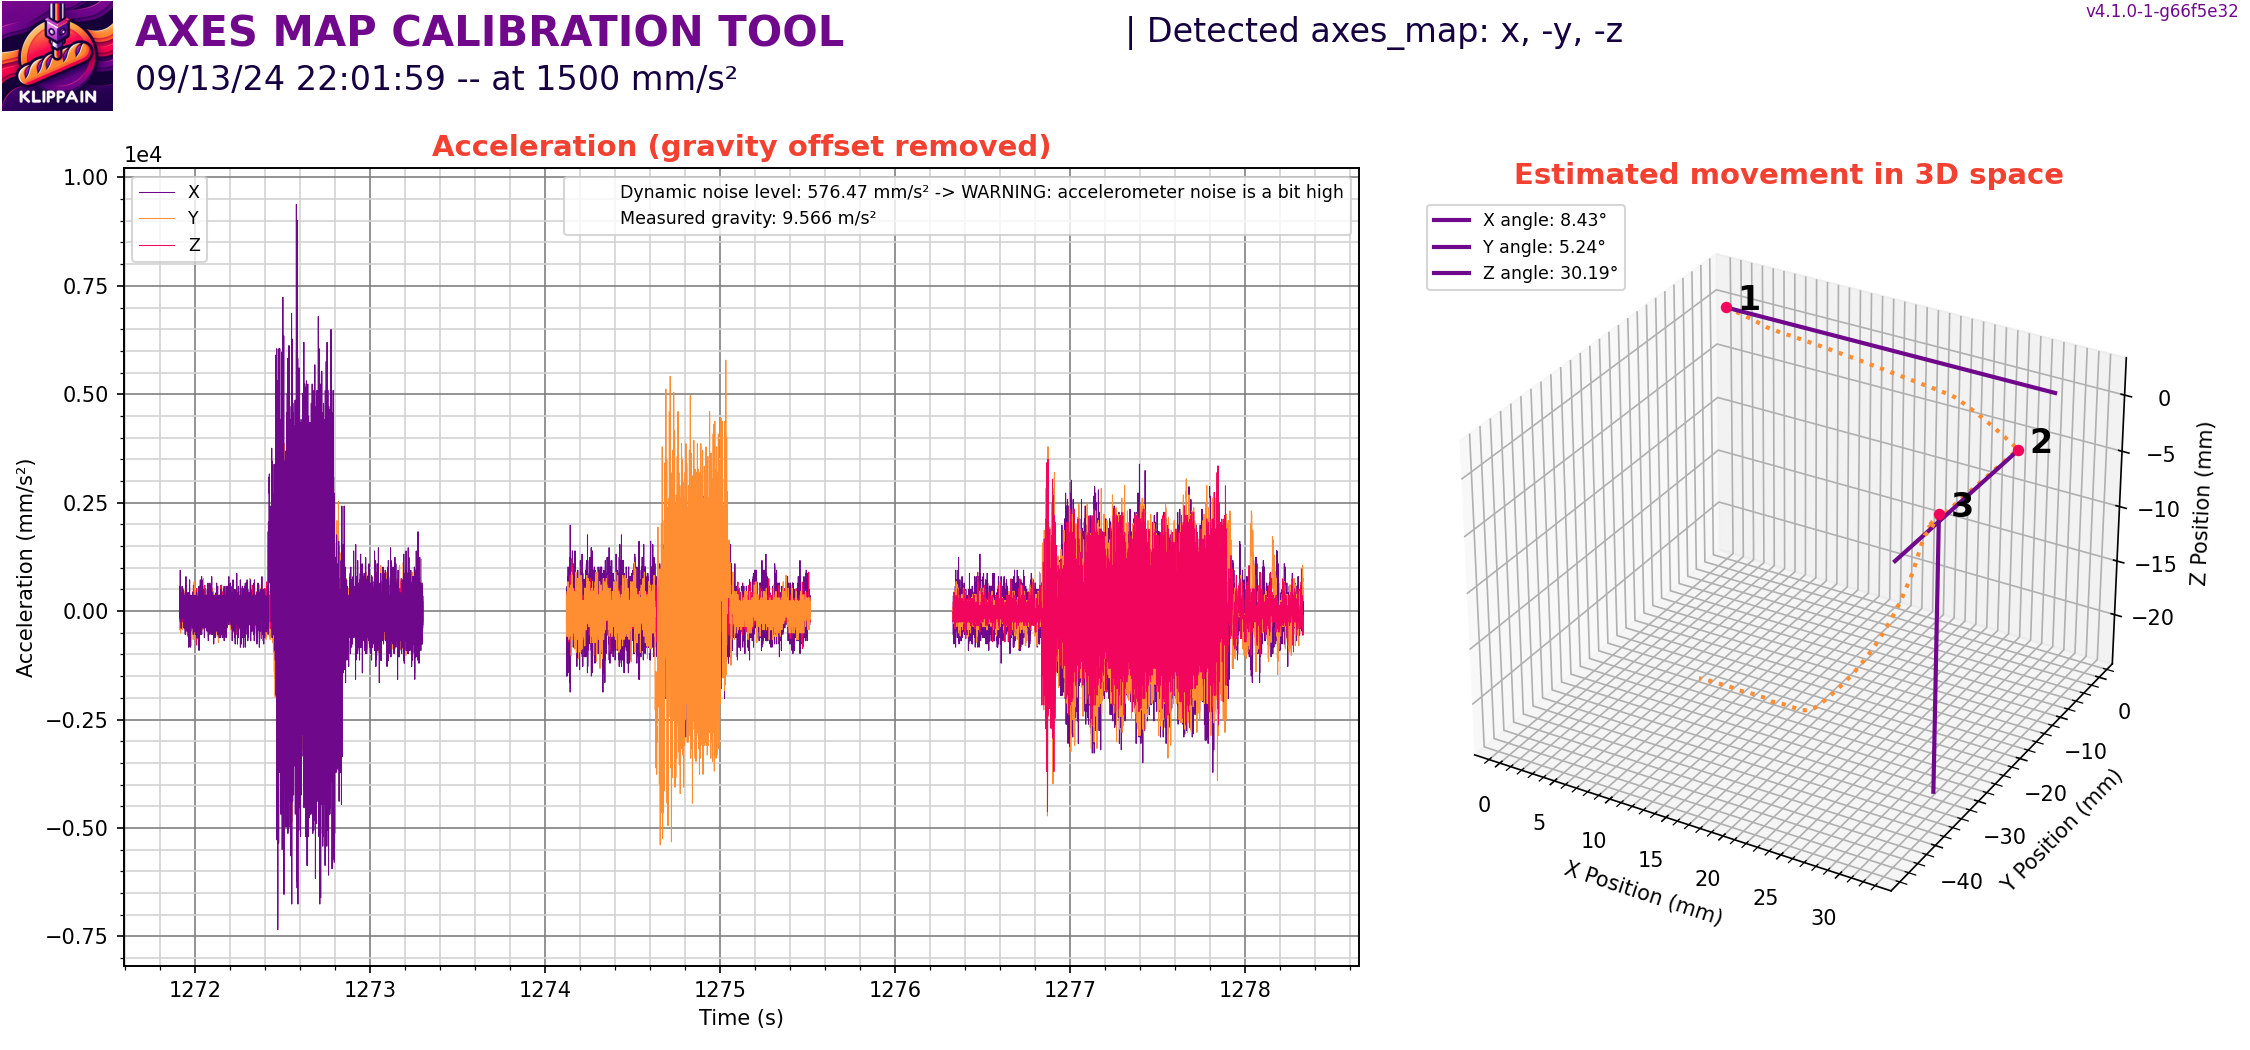 v4.1.0-1-g66f5e32
AXES MAP CALIBRATION TOOL
| Detected axes_map: x, -y, -z
09/13/24 22:01:59 -- at 1500 mm/s²
KLIPPAIN
Acceleration (gravity offset removed)
1e4
X
Y
Z
Dynamic noise level: 576.47 mm/s² -> WARNING: accelerometer noise is a bit high
Measured gravity: 9.566 m/s²
1.00
0.75
0.50
0.25
0.00
−0.25
−0.50
−0.75
Acceleration (mm/s²)
1272 1273 1274 1275 1276 1277 1278
Time (s)
Estimated movement in 3D space
X angle: 8.43°
Y angle: 5.24°
Z angle: 30.19°
1
2
3
0
−5
−10
−15
−20
Z Position (mm)
0
−10
−20
−30
−40
Y Position (mm)
0
5
10
15
20
25
30
X Position (mm)